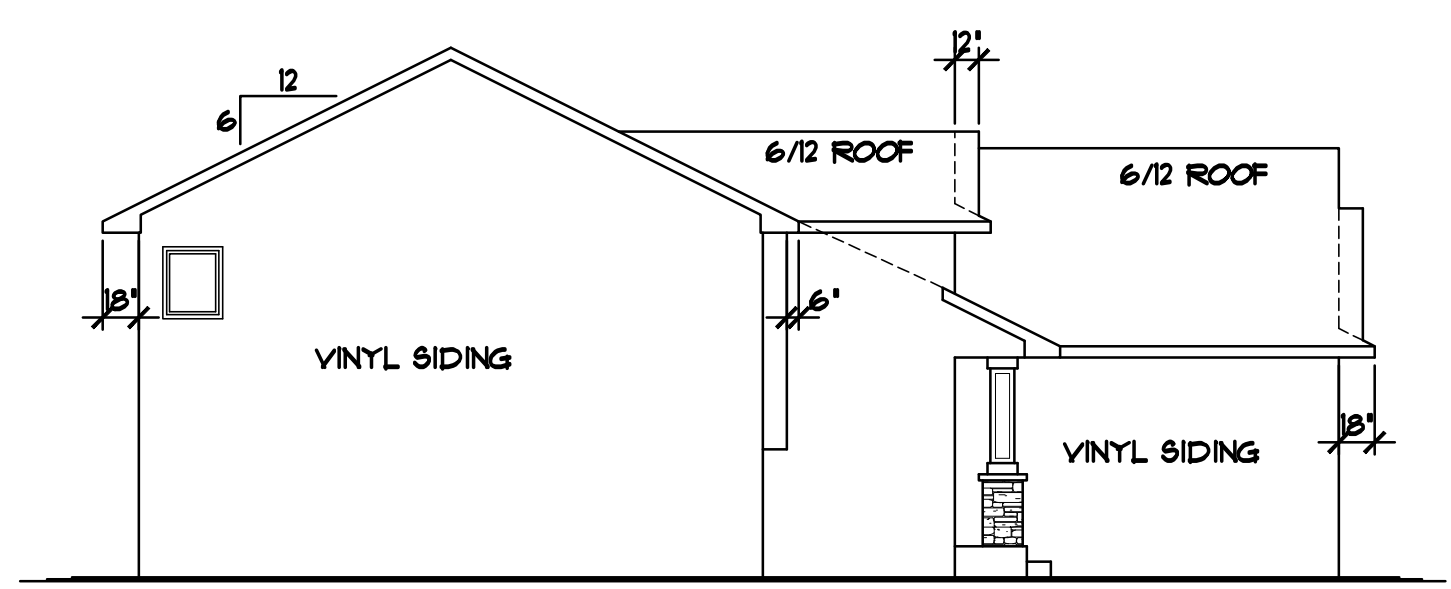 12"
12
6
6/12 ROOF
6/12 ROOF
18"
6"
VINYL SIDING
18"
VINYL SIDING